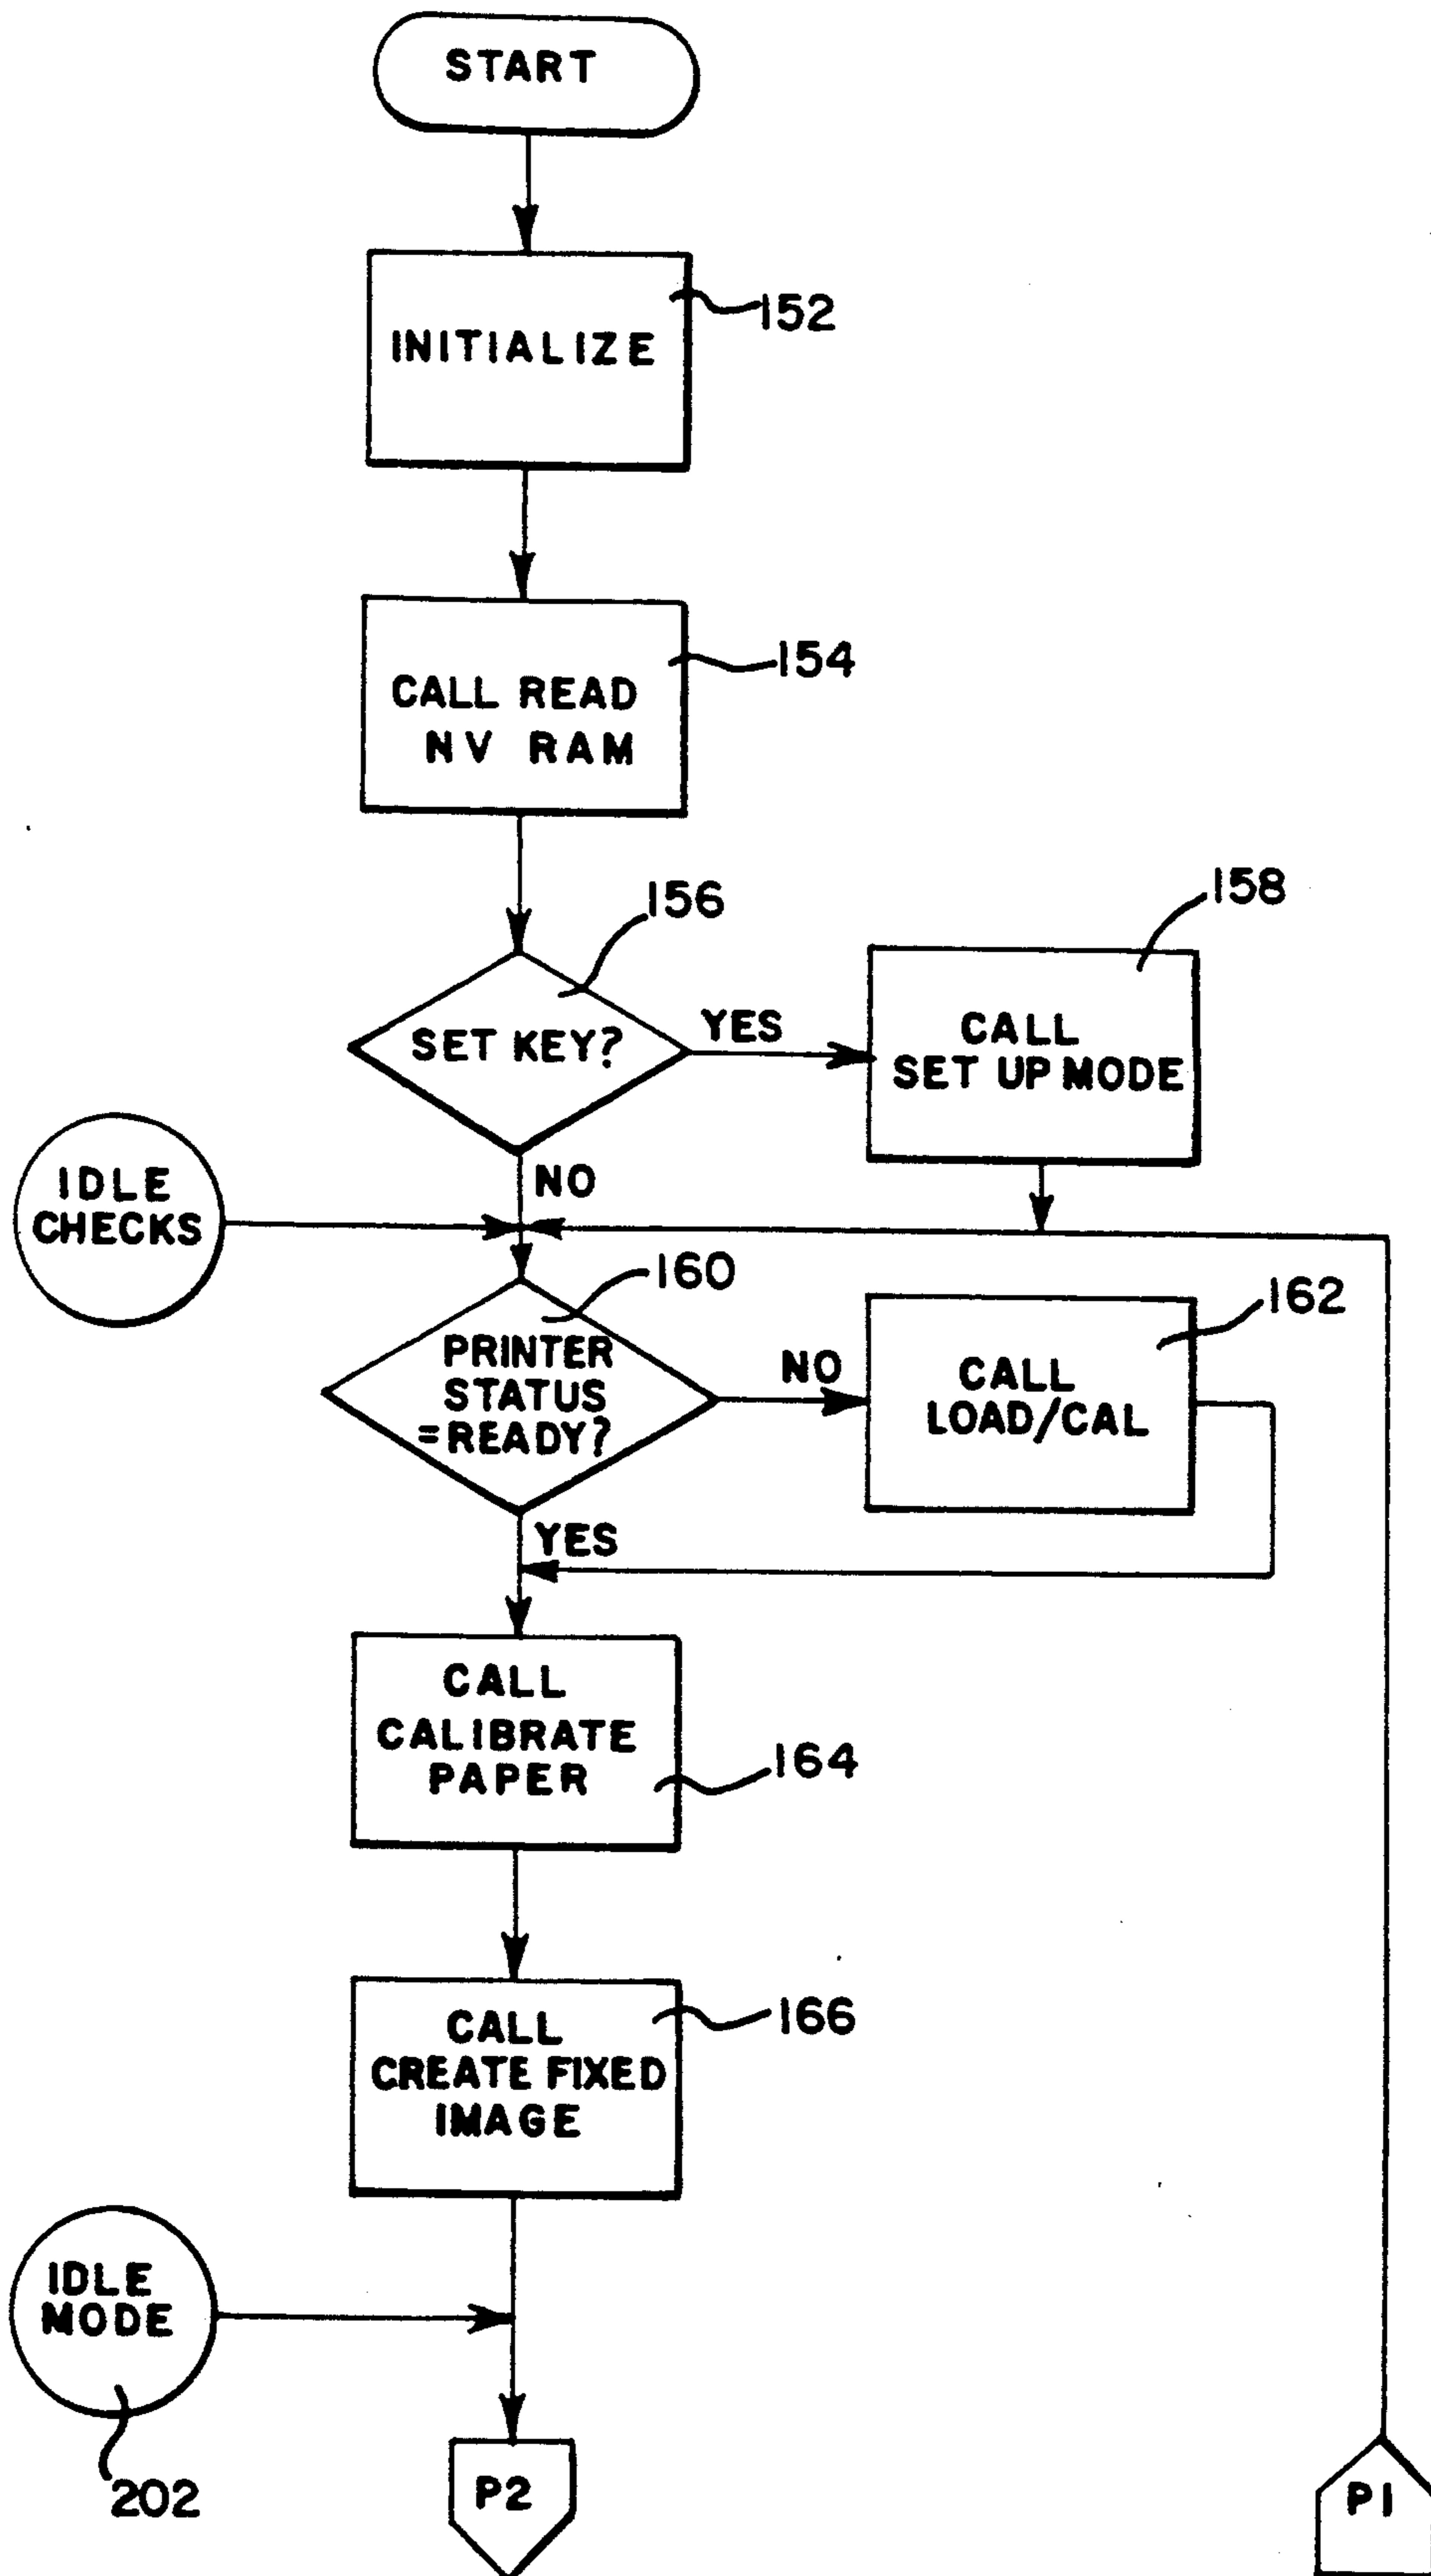 START
INITIALIZE
152
CALL READ
NV RAM
154
156
SET KEY?
YES
158
CALL
SET UP MODE
NO
IDLE
CHECKS
160
PRINTER
STATUS
=READY?
NO
162
CALL
LOAD/CAL
YES
CALL
CALIBRATE
PAPER
164
CALL
CREATE FIXED
IMAGE
166
IDLE
MODE
202
P2
P1